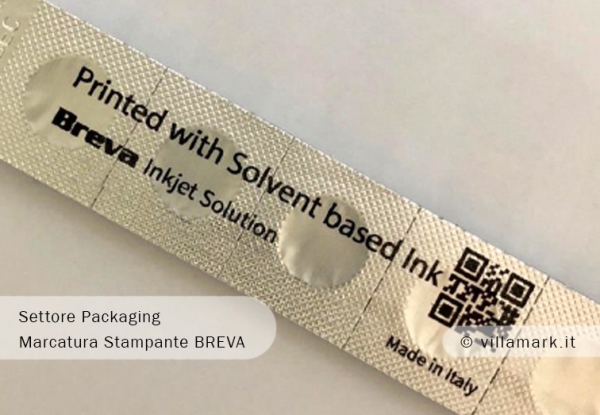 Printed with Solvent based Ink
Breva Inkjet Solution
Made in Italy
Settore Packaging
Marcatura Stampante BREVA
© villamark.it